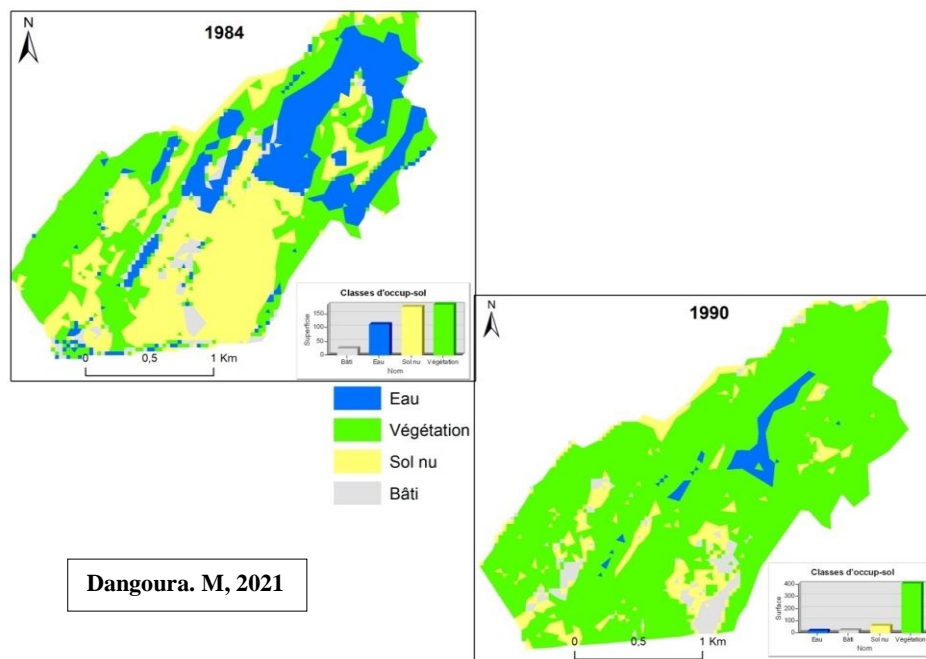 N
1984
Classes d'occup-sol
Superficie
150
100
50
0
Bâti Eau Sol nu Végétation
Nom
0 0,5 1 Km
Eau
Végétation
Sol nu
Bâti
N
1990
Classes d'occup-sol
Surface
400
300
200
100
0
Eau Bâti Sol nu Végétation
Nom
0 0,5 1 Km
Dangoura. M, 2021